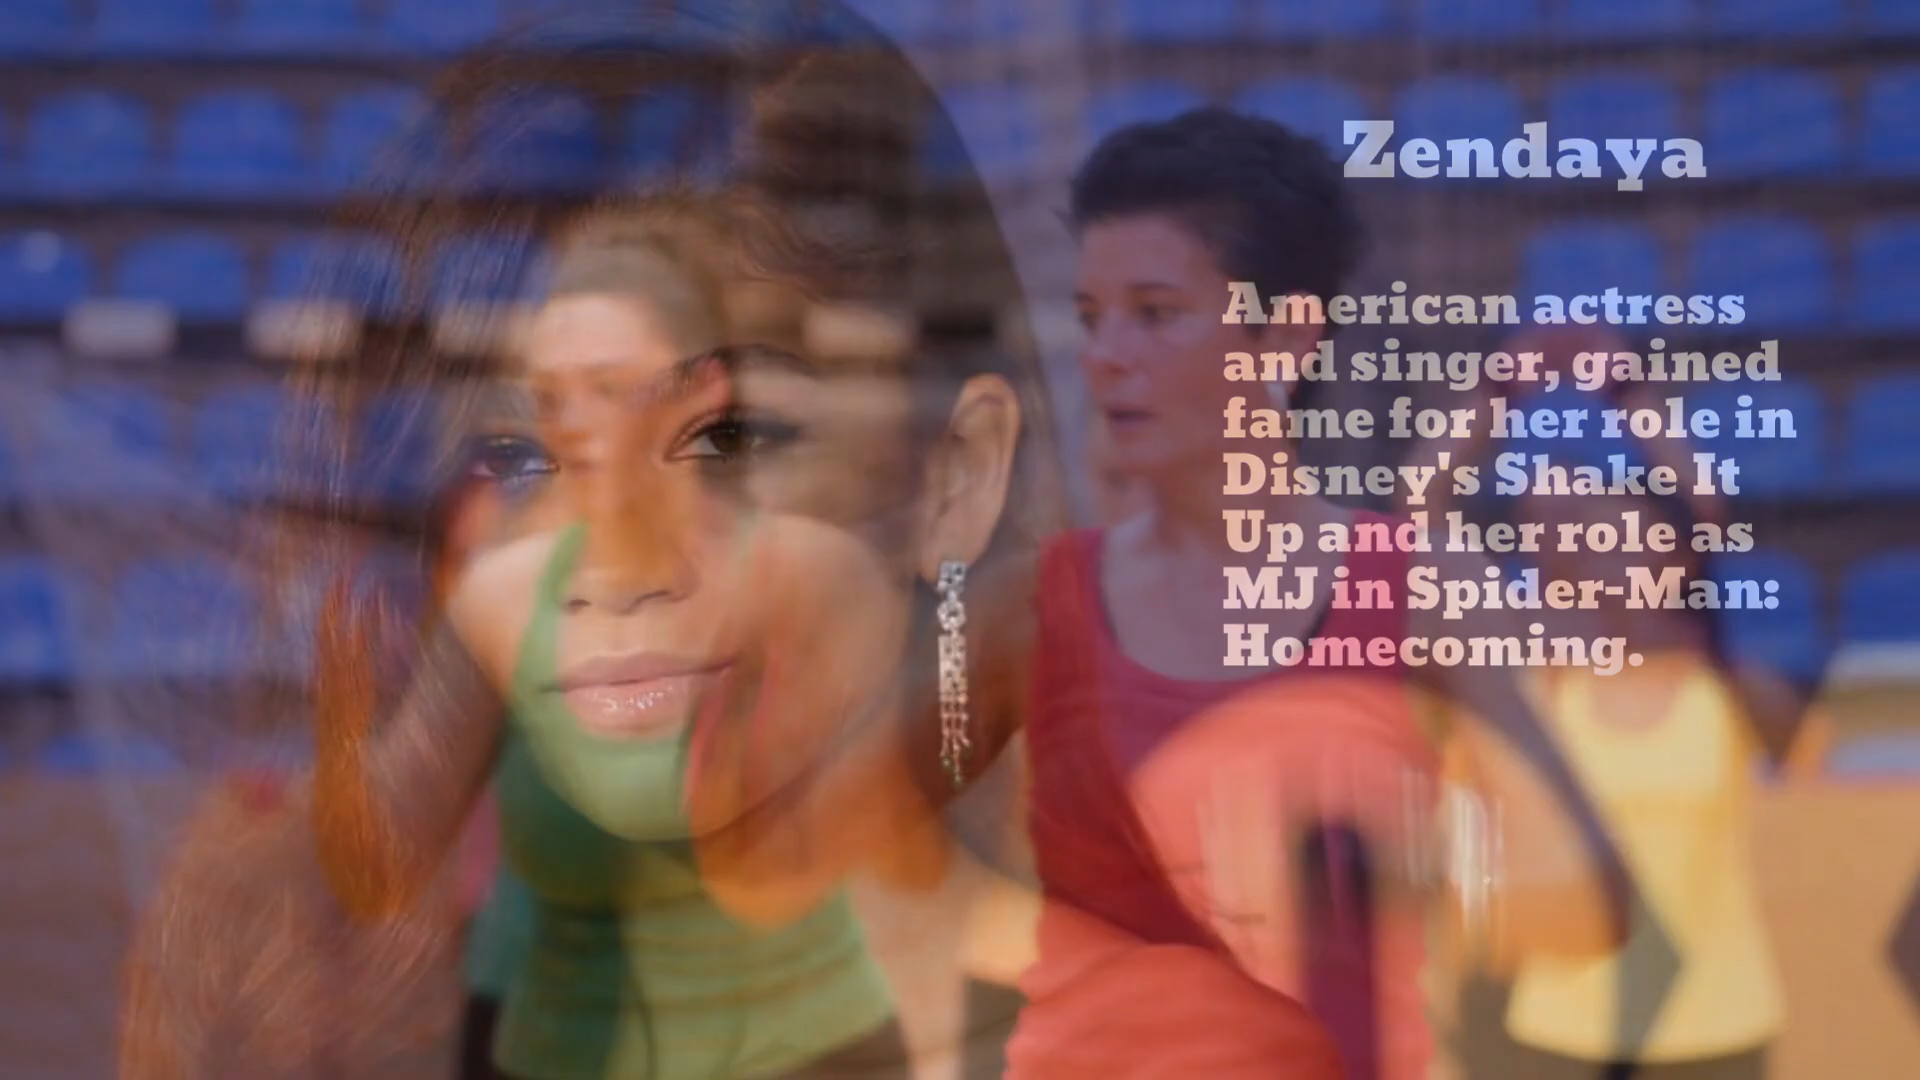 Zendaya
American actress
and singer, gained
fame for her role in
Disney's Shake It
Up and her role as
MJ in Spider-Man:
Homecoming.